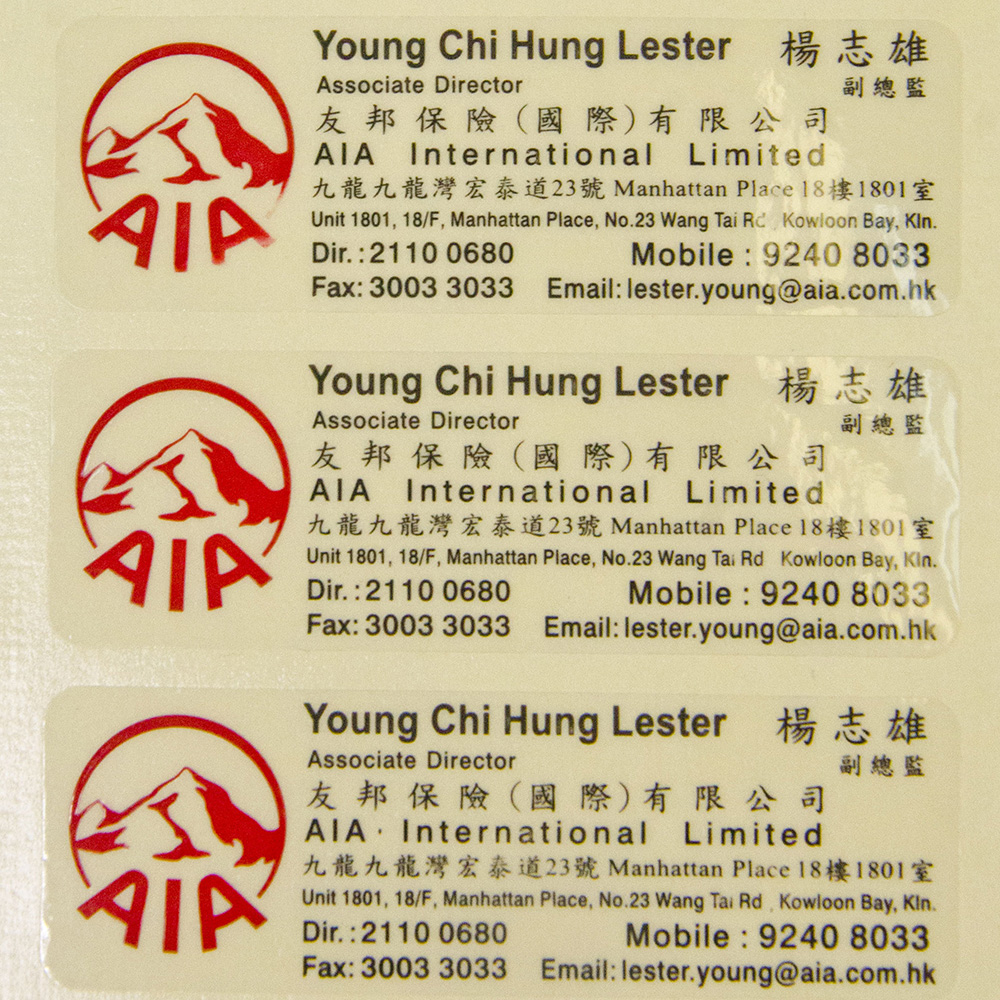 AIA
Young Chi Hung Lester 楊志雄
Associate Director 副總監
友邦保險(國際)有限公司
AIA International Limited
九龍九龍灣宏泰道23號 Manhattan Place 18樓1801室
Unit 1801, 18/F, Manhattan Place, No.23 Wang Tai Rd , Kowloon Bay, Kln.
Dir. : 2110 0680 Mobile : 9240 8033
Fax: 3003 3033 Email: lester.young@aia.com.hk
AIA
Young Chi Hung Lester 楊志雄
Associate Director 副總監
友邦保險(國際)有限公司
AIA International Limited
九龍九龍灣宏泰道23號 Manhattan Place 18樓1801室
Unit 1801, 18/F, Manhattan Place, No.23 Wang Tai Rd Kowloon Bay, Kln.
Dir. : 2110 0680 Mobile : 9240 8033
Fax: 3003 3033 Email: lester.young@aia.com.hk
AIA
Young Chi Hung Lester 楊志雄
Associate Director 副總監
友邦保險(國際)有限公司
AIA International Limited
九龍九龍灣宏泰道23號 Manhattan Place 18樓1801室
Unit 1801, 18/F, Manhattan Place, No.23 Wang Tai Rd , Kowloon Bay, Kln.
Dir. : 2110 0680 Mobile : 9240 8033
Fax: 3003 3033 Email: lester.young@aia.com.hk